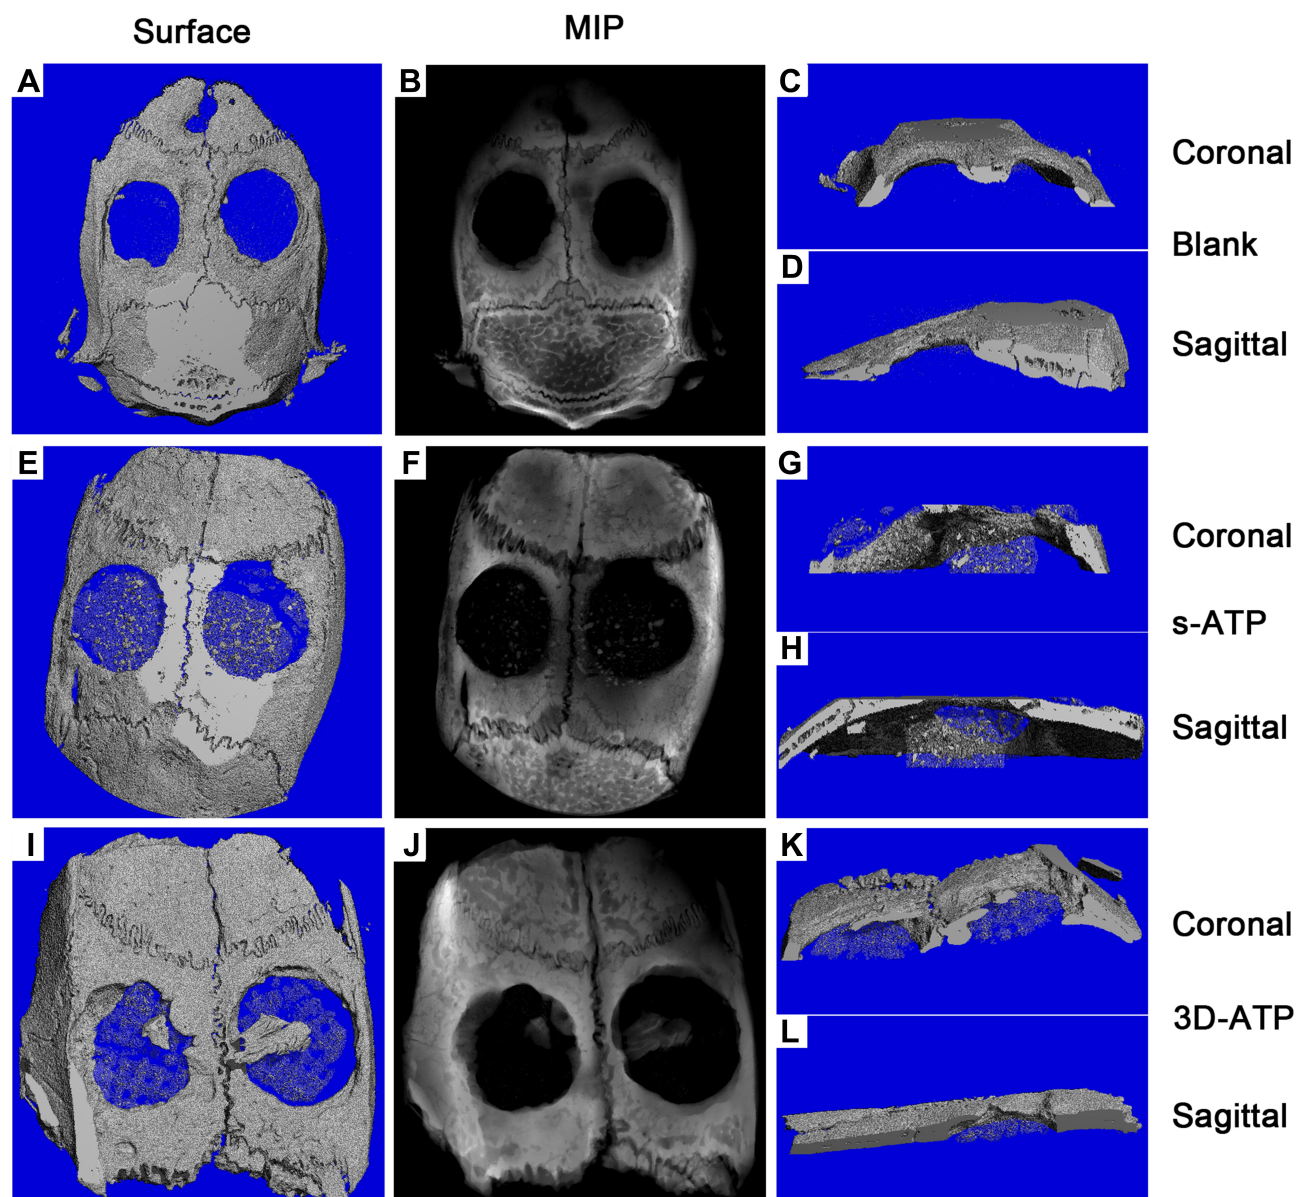 Surface
MIP
A
B
C
Coronal
Blank
D
Sagittal
E
F
G
Coronal
s-ATP
H
Sagittal
I
J
K
Coronal
3D-ATP
L
Sagittal